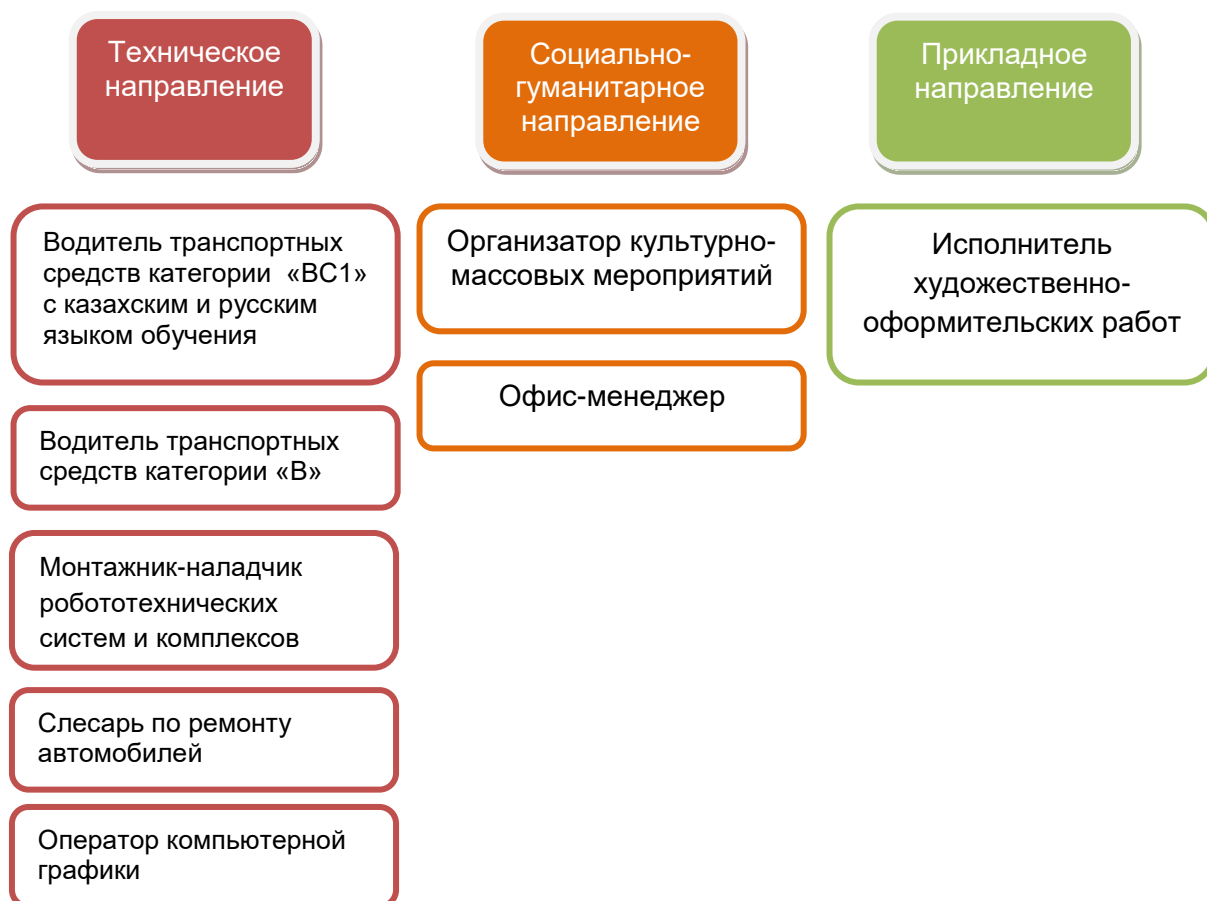 Техническое
направление
Социально-
гуманитарное
направление
Прикладное
направление
Водитель транспортных
средств категории «ВС1»
с казахским и русским
языком обучения
Водитель транспортных
средств категории «В»
Монтажник-наладчик
робототехнических
систем и комплексов
Слесарь по ремонту
автомобилей
Оператор компьютерной
графики
Организатор культурно-
массовых мероприятий
Офис-менеджер
Исполнитель
художественно-
оформительских работ